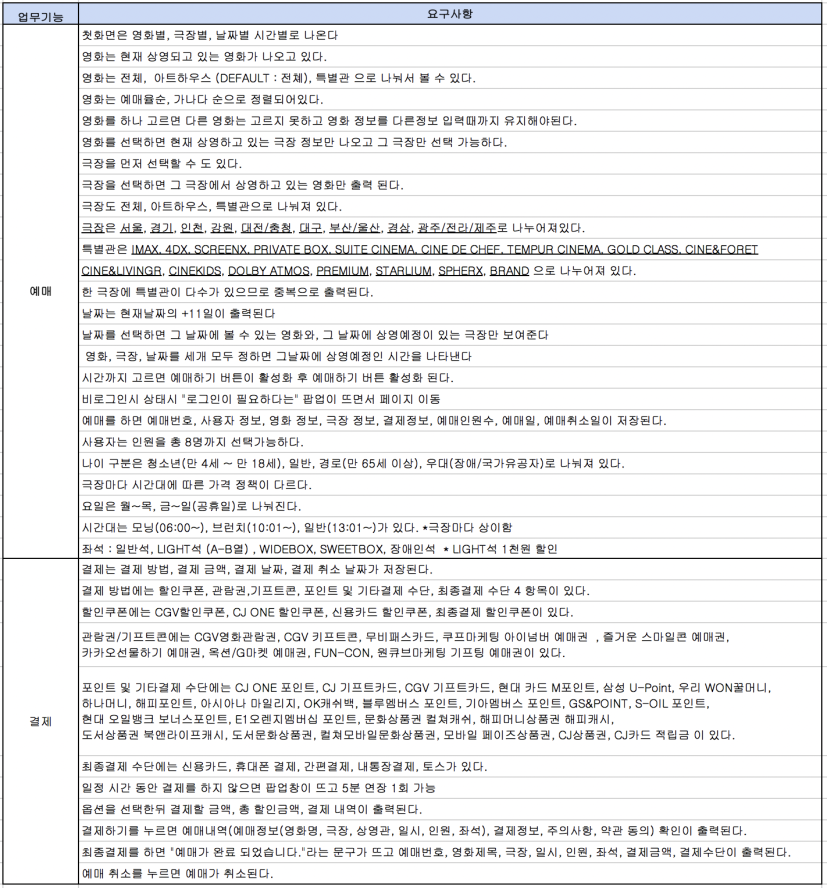 업무기능
요구사항
예매
첫화면은 영화별, 극장별, 날짜별 시간별로 나온다
영화는 현재 상영되고 있는 영화가 나오고 있다.
영화는 전체, 아트하우스 (DEFAULT : 전체), 특별관 으로 나눠서 볼 수 있다.
영화는 예매율순, 가나다 순으로 정렬되어있다.
영화를 하나 고르면 다른 영화는 고르지 못하고 영화 정보를 다른정보 입력때까지 유지해야된다.
영화를 선택하면 현재 상영하고 있는 극장 정보만 나오고 그 극장만 선택 가능하다.
극장을 먼저 선택할 수 도 있다.
극장을 선택하면 그 극장에서 상영하고 있는 영화만 출력 된다.
극장도 전체, 아트하우스, 특별관으로 나눠져 있다.
극장은 서울, 경기, 인천, 강원, 대전/충청, 대구, 부산/울산, 경상, 광주/전라/제주로 나누어져있다.
특별관은 IMAX, 4DX, SCREENX, PRIVATE BOX, SUITE CINEMA, CINE DE CHEF, TEMPUR CINEMA, GOLD CLASS, CINE&FORET
CINE&LIVINGR, CINEKIDS, DOLBY ATMOS, PREMIUM, STARLIUM, SPHERX, BRAND 으로 나누어져 있다.
한 극장에 특별관이 다수가 있으므로 중복으로 출력된다.
날짜는 현재날짜의 +11일이 출력된다
날짜를 선택하면 그 날짜에 볼 수 있는 영화와, 그 날짜에 상영예정이 있는 극장만 보여준다
영화, 극장, 날짜를 세개 모두 정하면 그날짜에 상영예정인 시간을 나타낸다
시간까지 고르면 예매하기 버튼이 활성화 후 예매하기 버튼 활성화 된다.
비로그인시 상태시 "로그인이 필요하다는" 팝업이 뜨면서 페이지 이동
예매를 하면 예매번호, 사용자 정보, 영화 정보, 극장 정보, 결제정보, 예매인원수, 예매일, 예매취소일이 저장된다.
사용자는 인원을 총 8명까지 선택가능하다.
나이 구분은 청소년(만 4세 ~ 만 18세), 일반, 경로(만 65세 이상), 우대(장애/국가유공자)로 나눠져 있다.
극장마다 시간대에 따른 가격 정책이 다르다.
요일은 월~목, 금~일(공휴일)로 나눠진다.
시간대는 모닝(06:00~), 브런치(10:01~), 일반(13:01~)가 있다. *극장마다 상이함
좌석 : 일반석, LIGHT석 (A-B열) , WIDEBOX, SWEETBOX, 장애인석 * LIGHT석 1천원 할인
결제
결제는 결제 방법, 결제 금액, 결제 날짜, 결제 취소 날짜가 저장된다.
결제 방법에는 할인쿠폰, 관람권,기프트콘, 포인트 및 기타결제 수단, 최종결제 수단 4 항목이 있다.
할인쿠폰에는 CGV할인쿠폰, CJ ONE 할인쿠폰, 신용카드 할인쿠폰, 최종결제 할인쿠폰이 있다.
관람권/기프트콘에는 CGV영화관람권, CGV 키프트콘, 무비패스카드, 쿠프마케팅 아이넘버 예매권 , 즐거운 스마일콘 예매권,
카카오선물하기 예매권, 옥션/G마켓 예매권, FUN-CON, 원큐브마케팅 기프팅 예매권이 있다.
포인트 및 기타결제 수단에는 CJ ONE 포인트, CJ 기프트카드, CGV 기프트카드, 현대 카드 M포인트, 삼성 U-Point, 우리 WON꿀머니,
하나머니, 해피포인트, 아시아나 마일리지, OK캐쉬백, 블루멤버스 포인트, 기아멤버스 포인트, GS&POINT, S-OIL 포인트,
현대 오일뱅크 보너스포인트, E1오렌지멤버십 포인트, 문화상품권 컬쳐캐쉬, 해피머니상품권 해피캐시,
도서상품권 북앤라이프캐시, 도서문화상품권, 컬쳐모바일문화상품권, 모바일 페이즈상품권, CJ상품권, CJ카드 적립금 이 있다.
최종결제 수단에는 신용카드, 휴대폰 결제, 간편결제, 내통장결제, 토스가 있다.
일정 시간 동안 결제를 하지 않으면 팝업창이 뜨고 5분 연장 1회 가능
옵션을 선택한뒤 결제할 금액, 총 할인금액, 결제 내역이 출력된다.
결제하기를 누르면 예매내역(예매정보(영화명, 극장, 상영관, 일시, 인원, 좌석), 결제정보, 주의사항, 약관 동의) 확인이 출력된다.
최종결제를 하면 "예매가 완료 되었습니다."라는 문구가 뜨고 예매번호, 영화제목, 극장, 일시, 인원, 좌석, 결제금액, 결제수단이 출력된다.
예매 취소를 누르면 예매가 취소된다.